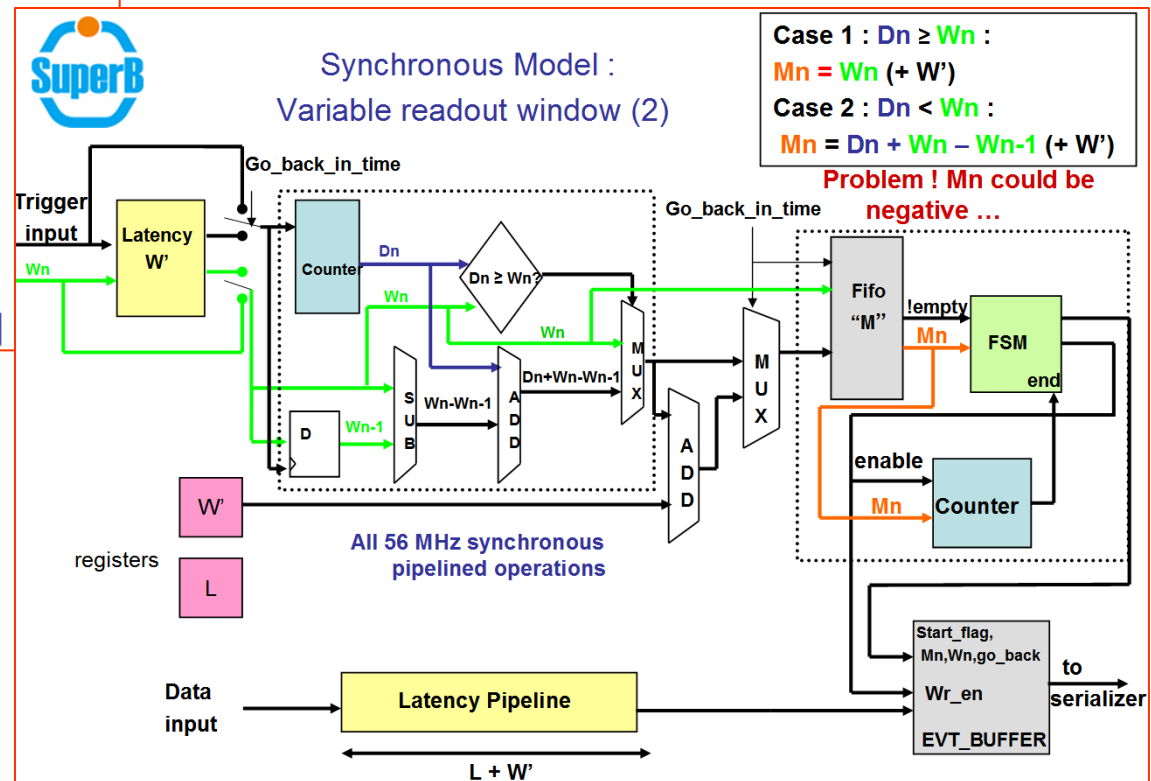 SuperB
Synchronous Model :
Variable readout window (2)
Case 1 : Dn ≥ Wn :
Mn = Wn (+ W’)
Case 2 : Dn < Wn :
Mn = Dn + Wn – Wn-1 (+ W’)
Problem ! Mn could be
negative …
Go_back_in_time
Trigger
input
Wn
Latency
W’
Counter
Dn
Dn ≥ Wn?
Wn
Wn
D
Wn-1
S
U
B
Wn-Wn-1
A
D
D
Dn+Wn-Wn-1
M
U
X
A
D
D
Go_back_in_time
M
U
X
Fifo
“M”
!empty
Mn
FSM
end
enable
Mn
Counter
W’
registers
L
All 56 MHz synchronous
pipelined operations
Data
input
Latency Pipeline
L + W’
Start_flag,
Mn,Wn,go_back
Wr_en
EVT_BUFFER
to
serializer